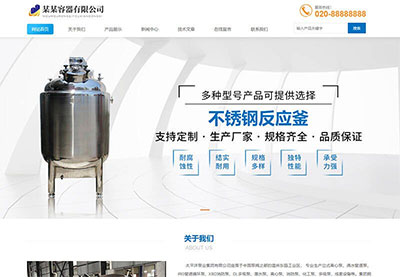 某某容器有限公司
服务热线：
020-88888888
网站首页
关于我们
产品展示
新闻中心
技术文章
在线留言
联系我们
输入产品关键字
多种型号产品可提供选择
不锈钢反应釜
支持定制 · 生产厂家 · 规格齐全 · 品质保证
耐腐蚀性
结实耐用
规格多样
独特性能
承受力强
关于我们
ABOUT US